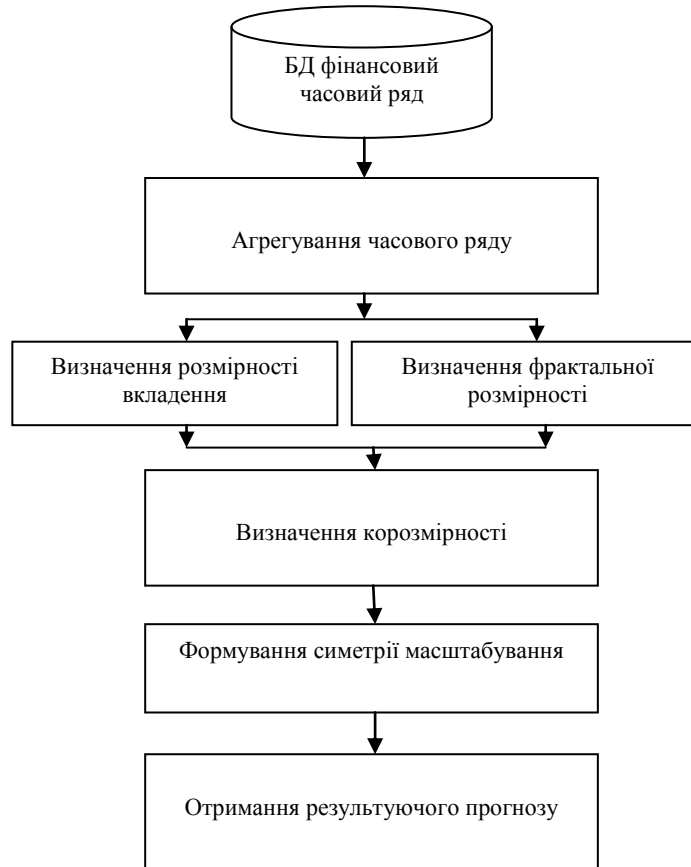 БД фінансовий
часовий ряд
Агрегування часового ряду
Визначення розмірності
вкладення
Визначення фрактальної
розмірності
Визначення корозмірності
Формування симетрії масштабування
Отримання результуючого прогнозу